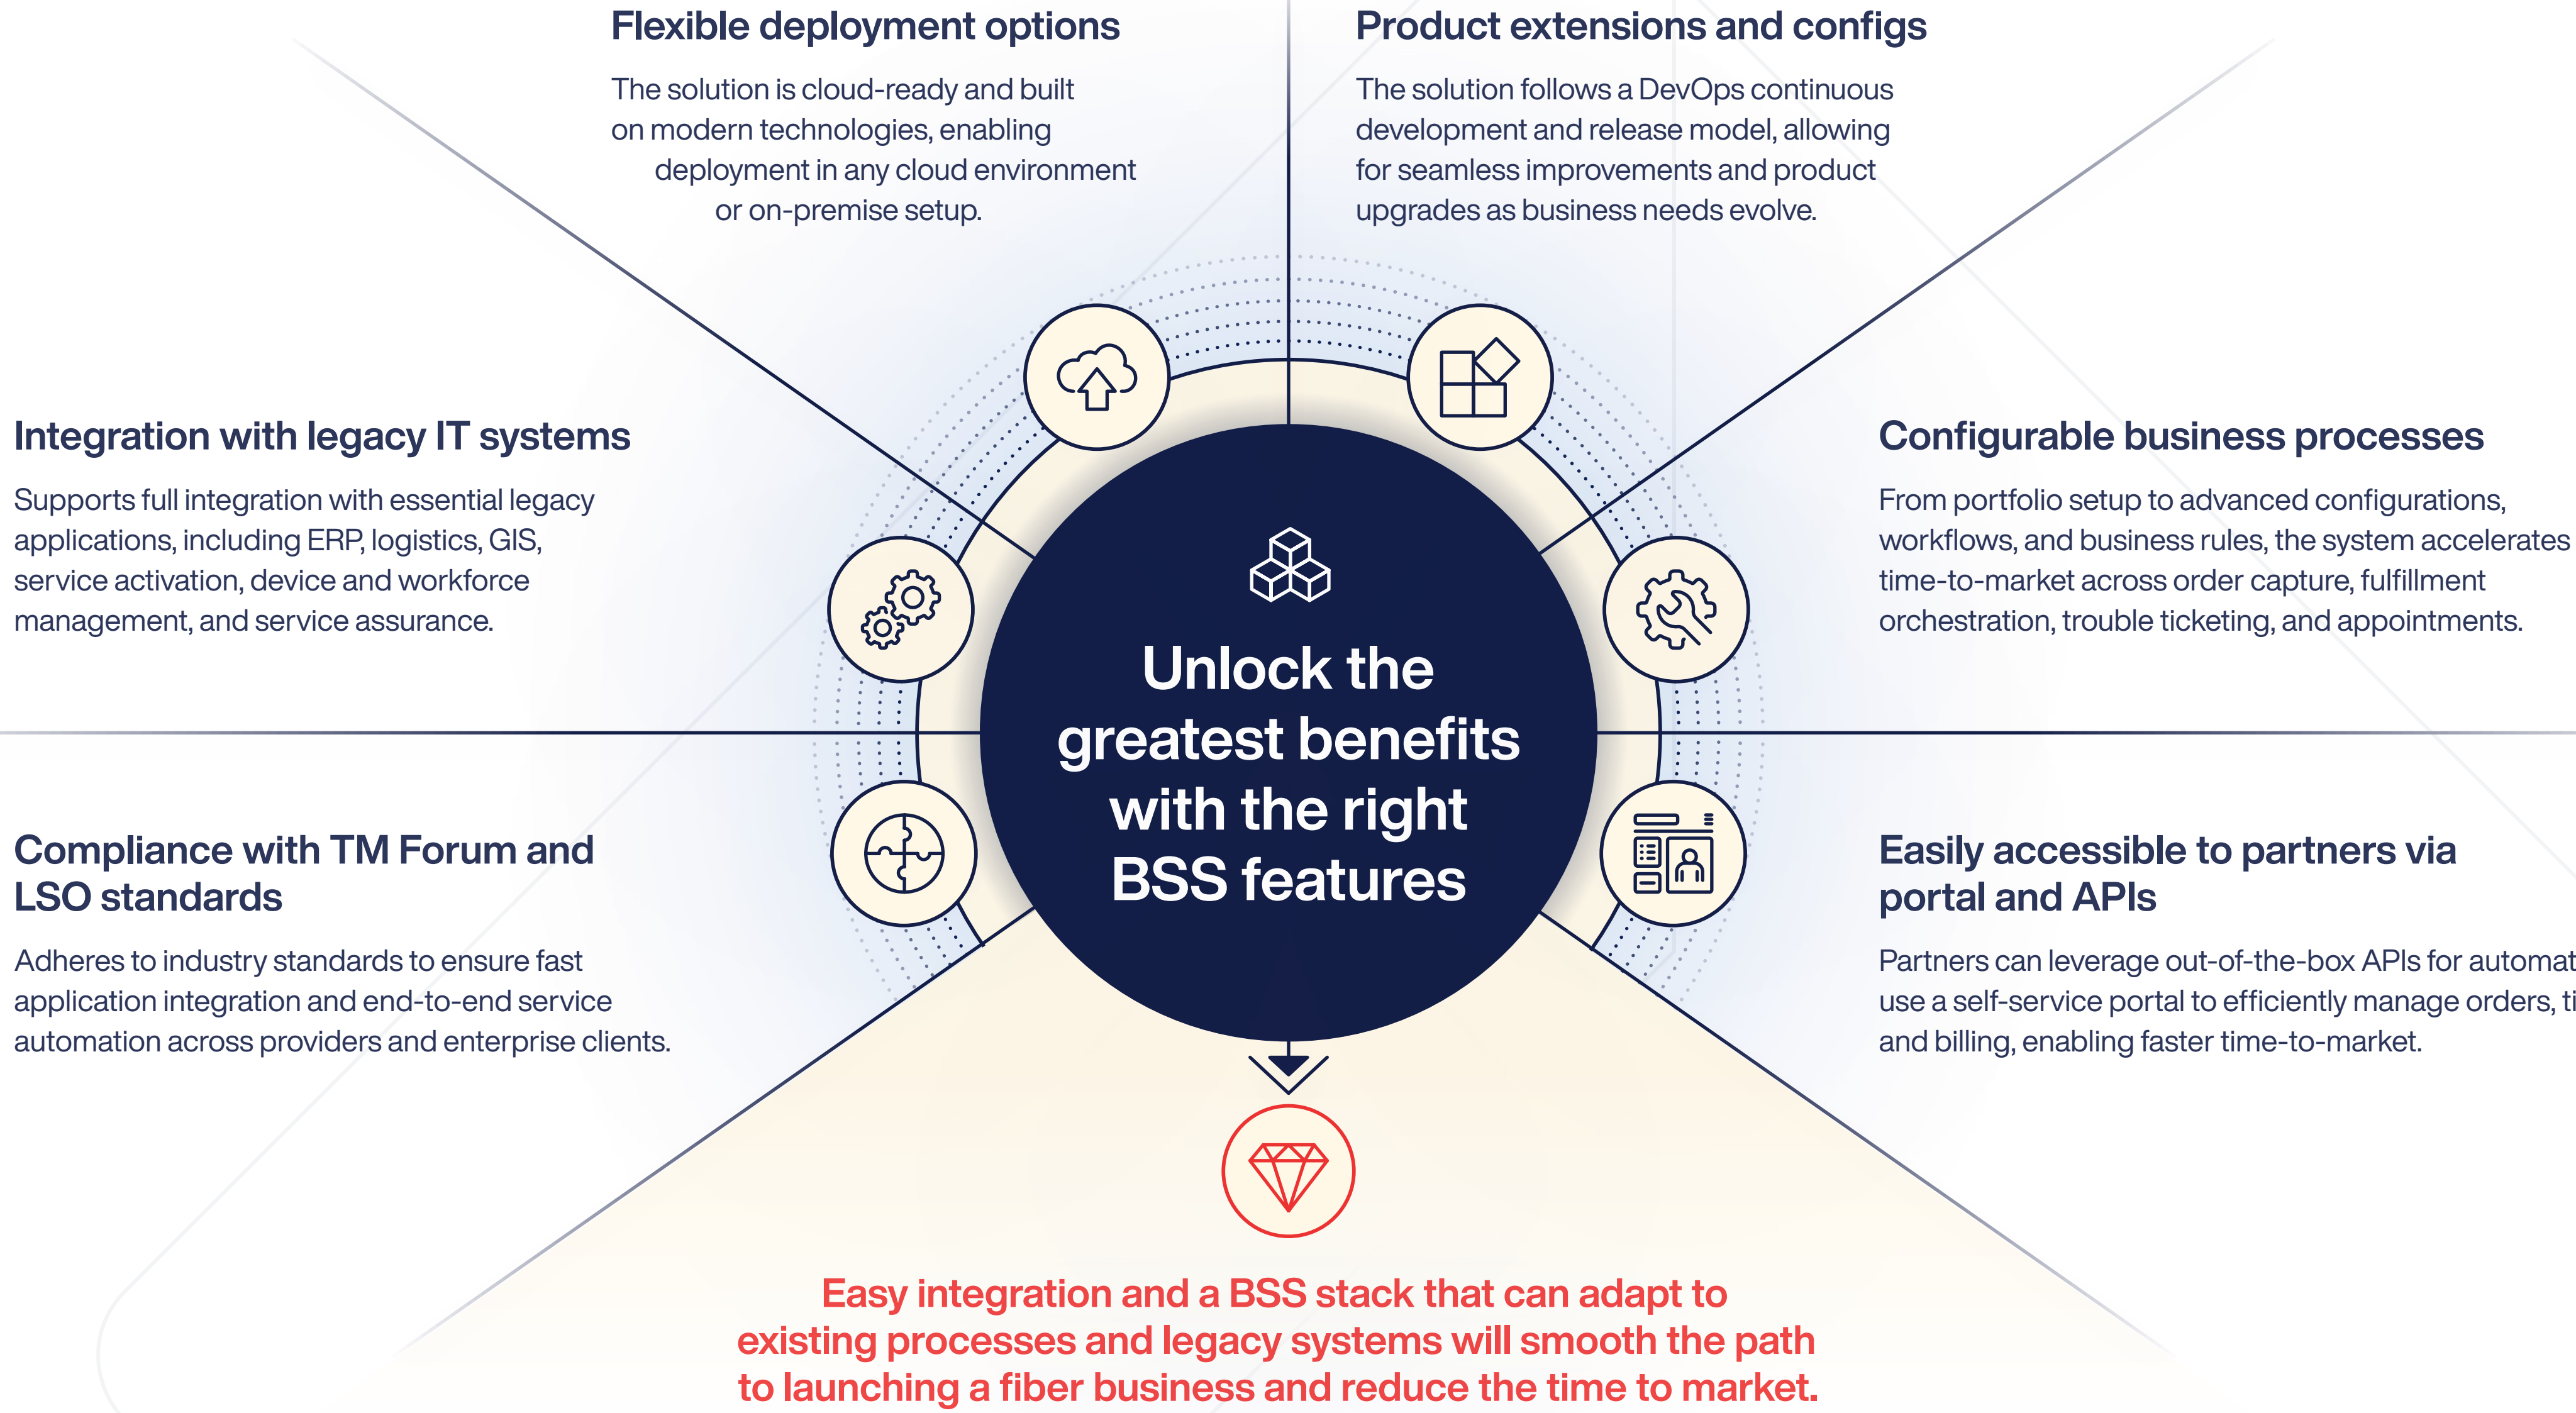 Flexible deployment options
The solution is cloud-ready and built
on modern technologies, enabling
deployment in any cloud environment
or on-premise setup.
Product extensions and configs
The solution follows a DevOps continuous
development and release model, allowing
for seamless improvements and product
upgrades as business needs evolve.
Integration with legacy IT systems
Supports full integration with essential legacy
applications, including ERP, logistics, GIS,
service activation, device and workforce
management, and service assurance.
Configurable business processes
From portfolio setup to advanced configurations,
workflows, and business rules, the system accelerates
time-to-market across order capture, fulfillment
orchestration, trouble ticketing, and appointments.
Unlock the
greatest benefits
with the right
BSS features
Compliance with TM Forum and
LSO standards
Adheres to industry standards to ensure fast
application integration and end-to-end service
automation across providers and enterprise clients.
Easily accessible to partners via
portal and APIs
Partners can leverage out-of-the-box APIs for
use a self-service portal to efficiently manage orders,
and billing, enabling faster time-to-market.
Easy integration and a BSS stack that can adapt to
existing processes and legacy systems will smooth the path
to launching a fiber business and reduce the time to market.